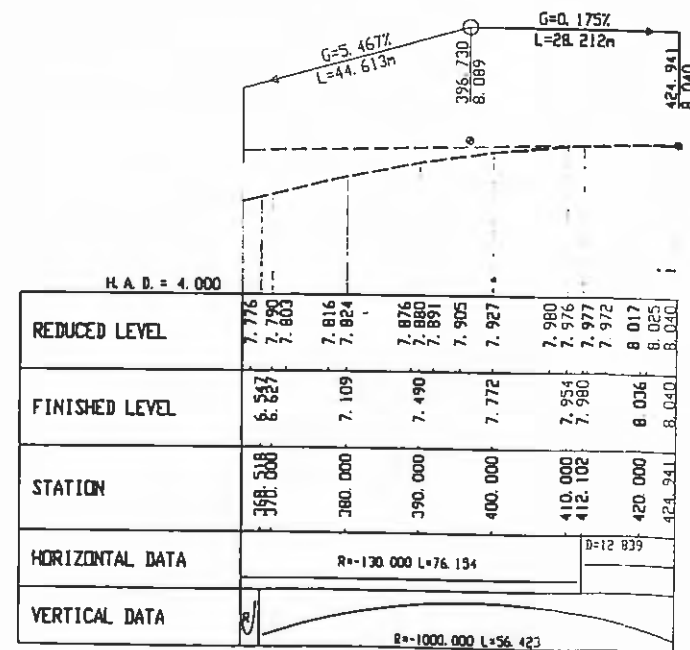 G=5.467%
L=44.613m
G=0.175%
L=28.212m
396.730
8.089
424.941
8.040
H.A.D. = 4.000
REDUCED LEVEL
7.776
7.790
7.803
7.816
7.824
7.876
7.880
7.891
7.905
7.927
7.980
7.976
7.977
7.972
8.017
8.025
8.040
FINISHED LEVEL
6.547
6.627
7.109
7.490
7.772
7.954
7.980
8.036
8.040
STATION
368.518
370.000
380.000
390.000
400.000
410.000
412.102
420.000
424.941
HORIZONTAL DATA
R=-130.000 L=76.154
D=12 839
VERTICAL DATA
R
R=-1000.000 L=56.423